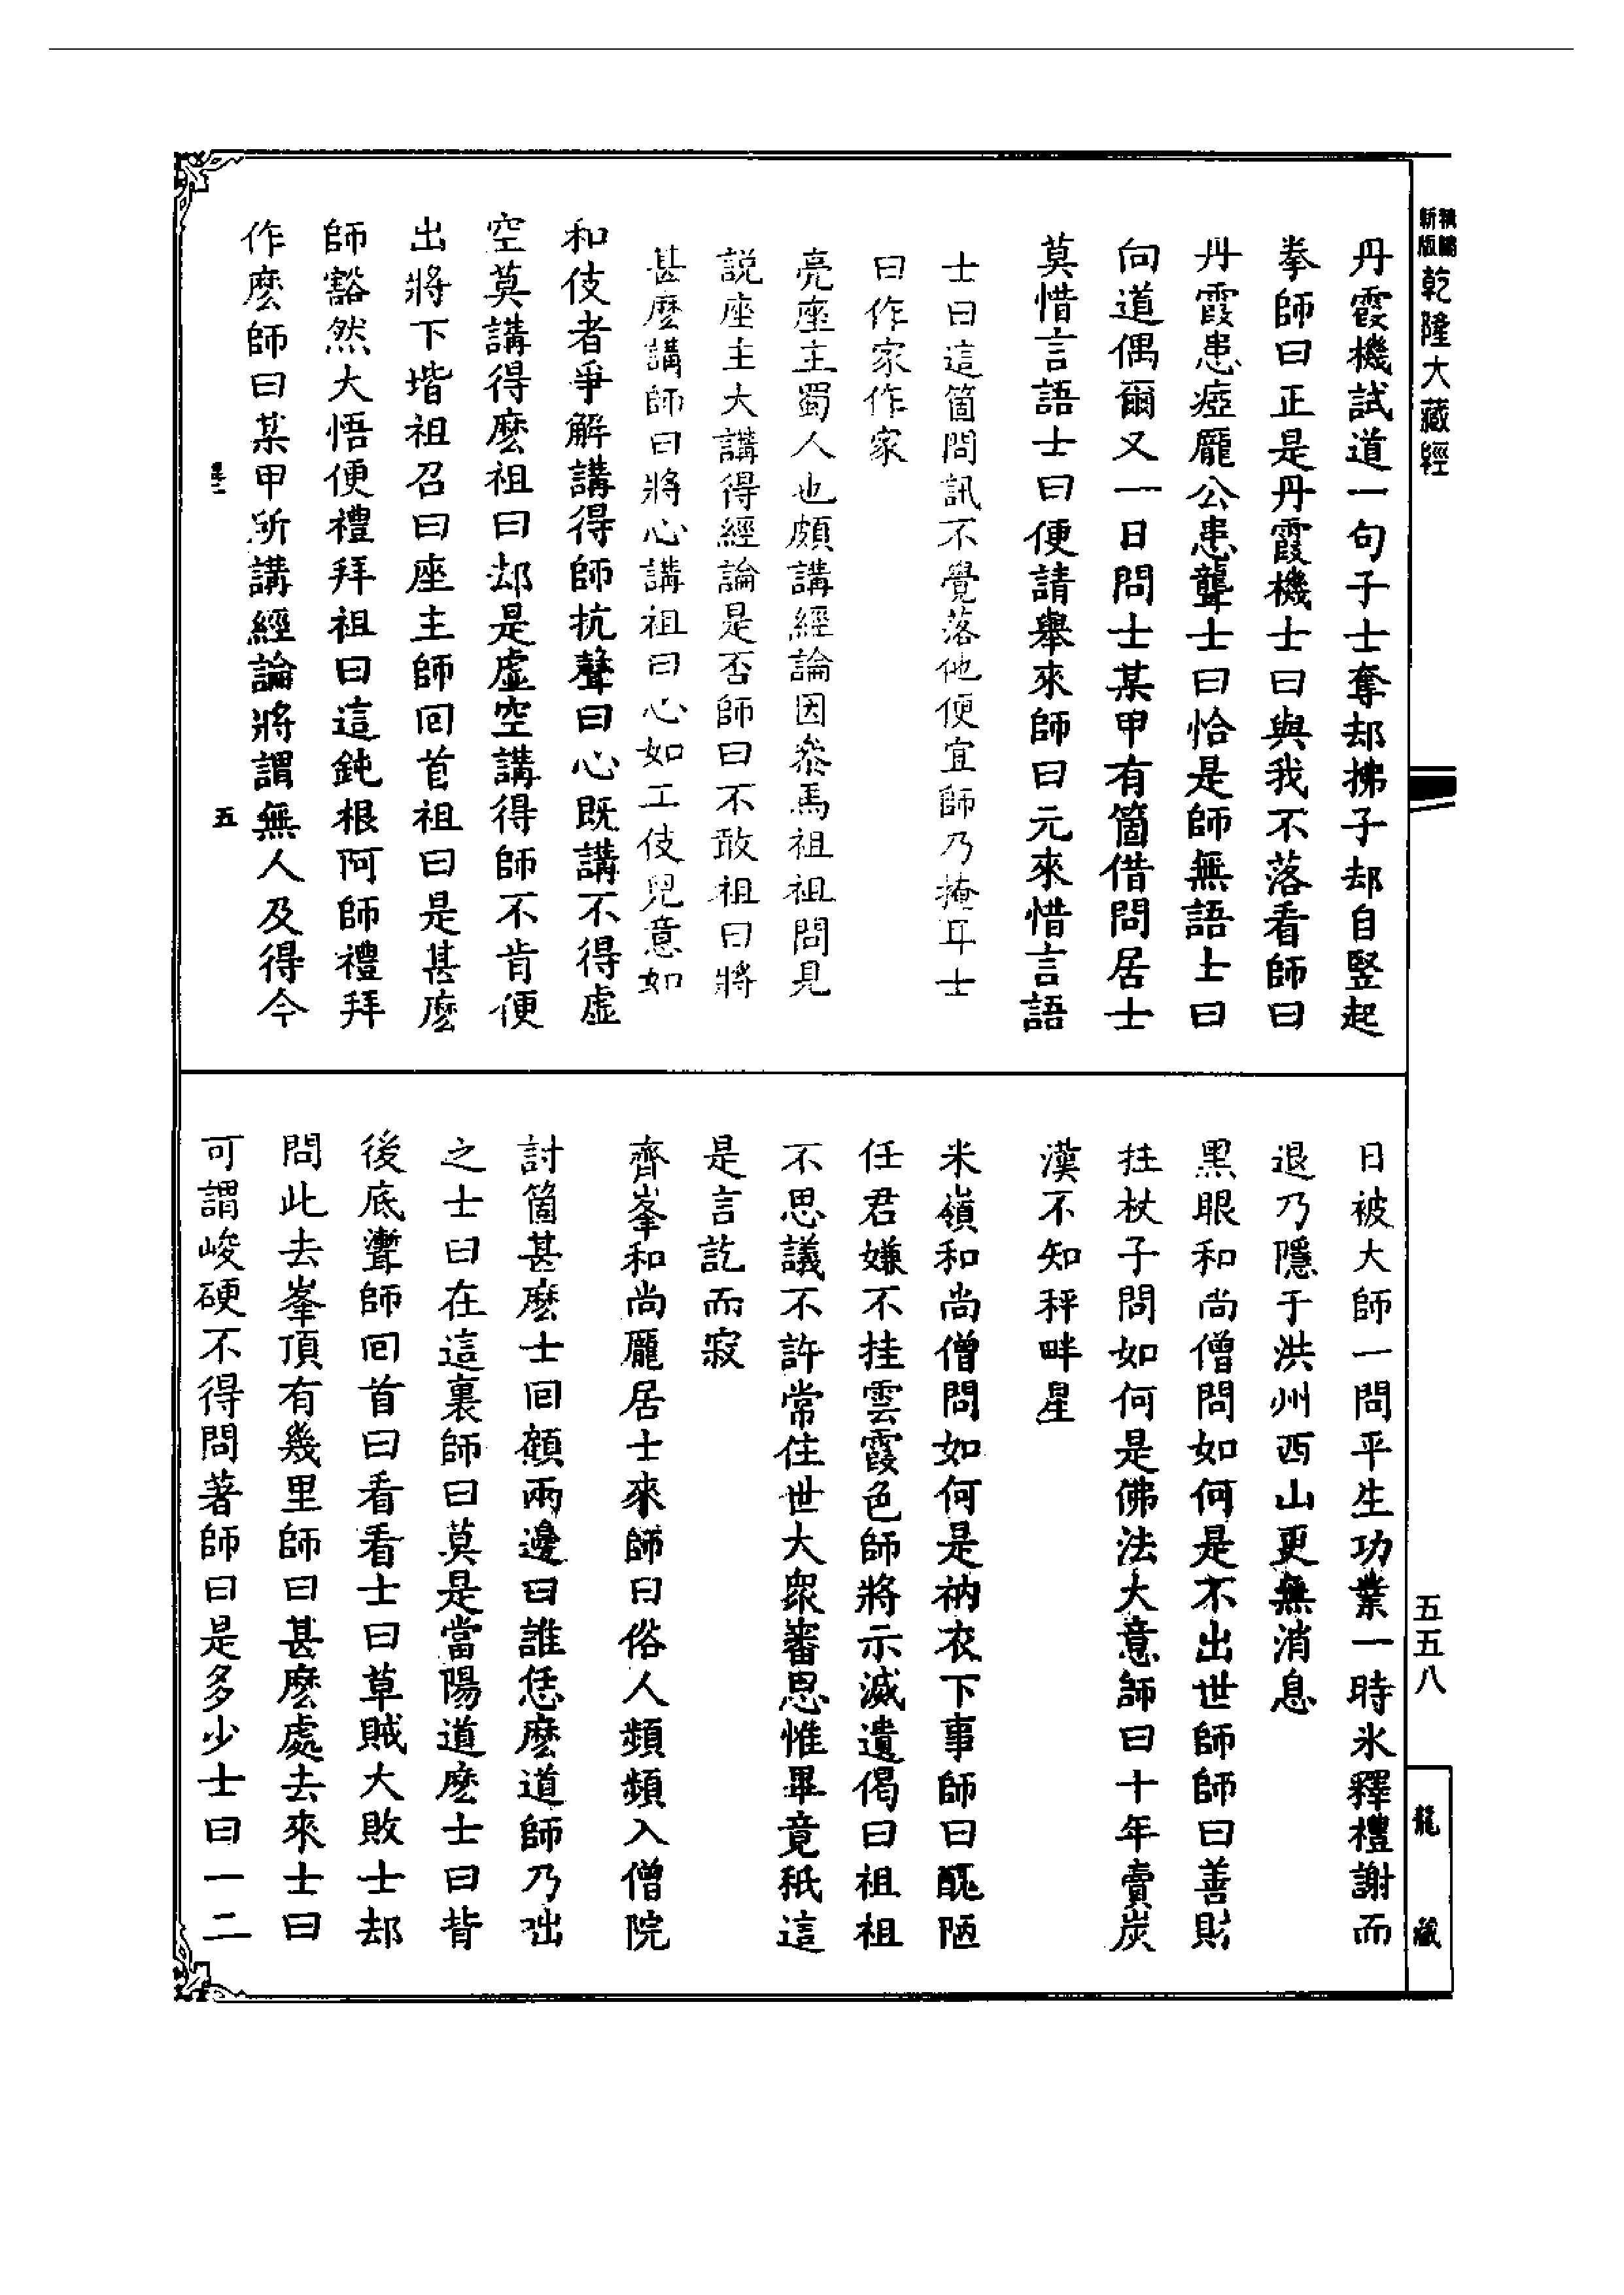 新編縮版
乾隆大藏經
丹霞機試道一句子士奪却拂子却自竪起
拳師曰正是丹霞機士曰與我不落看師曰
丹霞患瘂龐公患聾士曰恰是師無語士曰
向道偶爾又一日問士某甲有箇借問居士
莫惜言語士曰便請舉來師曰元來惜言語
士曰這箇問訊不覺落他便宜師乃掩耳士
曰作家作家
亮座主蜀人也頗講經論因叅馬祖祖問見
説座主大講得經論是否師曰不敢祖曰將
甚麽講師曰將心講祖曰心如工伎兒意如
和伎者爭解講得師抗聲曰心既講不得虛
空莫講得麽祖曰却是虛空講得師不肯便
出將下堦祖召曰座主師回首祖曰是甚麽
師豁然大悟便禮拜祖曰這鈍根阿師禮拜
作麽師曰某甲所講經論將謂無人及得今
五
日被大師一問平生功業一時氷釋禮謝而
退乃隱于洪州西山更無消息
黑眼和尚僧問如何是不出世師師曰善財
拄杖子問如何是佛法大意師曰十年賣炭
漢不知秤畔星
米嶺和尚僧問如何是衲衣下事師曰醜陋
任君嫌不挂雲霞色師將示滅遺偈曰祖祖
不思議不許常住世大衆審思惟畢竟秖這
是言訖而寂
齊峯和尚龐居士來師曰俗人頻頻入僧院
討箇甚麽士回顧兩邊曰誰恁麽道師乃咄
之士曰在這裏師曰莫是當陽道麽士曰背
後底聻師回首曰看看士曰草賊大敗士却
問此去峯頂有幾里師曰甚麽處去來士曰
可謂峻硬不得問著師曰是多少士曰一二
五五八
龍藏